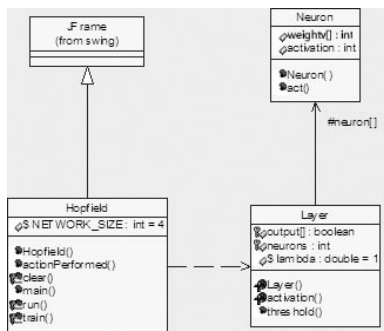 JFrame
(from swing)
Neuron
weightv[] : int
activation : int
Neuron()
act()
#neuron[]
Hopfield
$ NETWORK_SIZE : int = 4
Hopfield()
actionPerformed()
clear()
main()
run()
train()
Layer
output[] : boolean
neurons : int
$ lambda : double = 1
Layer()
activation()
threshold()